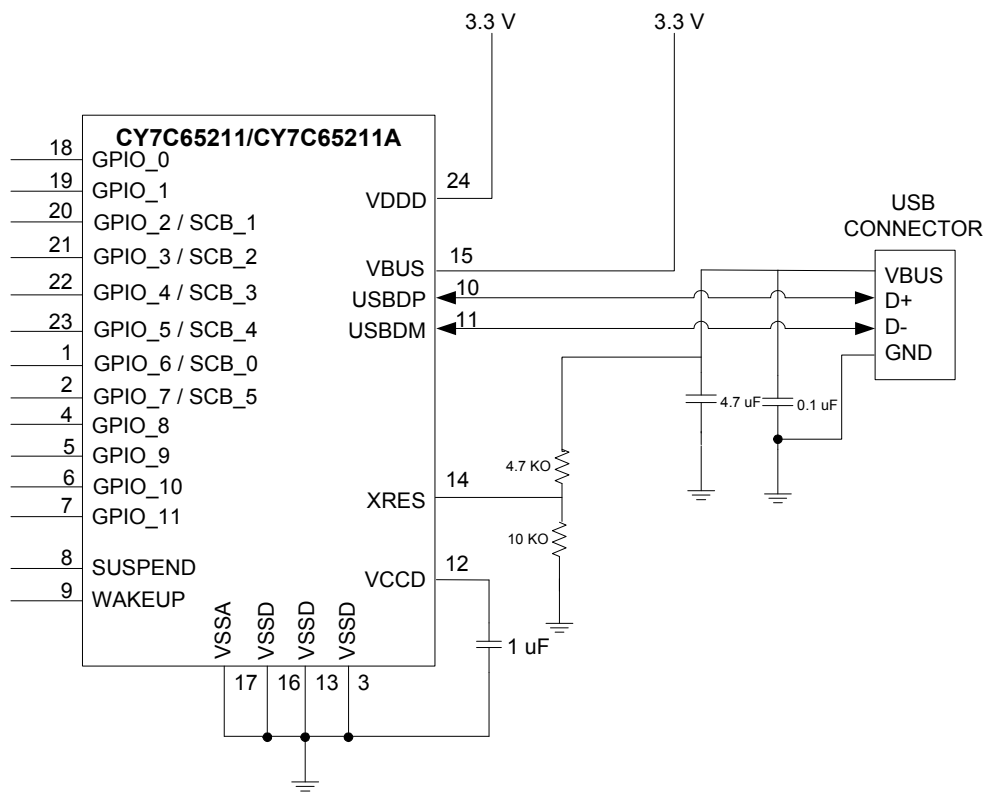 3.3 V
3.3 V
CY7C65211/CY7C65211A
18
GPIO_0
19
GPIO_1
20
GPIO_2 / SCB_1
21
GPIO_3 / SCB_2
22
GPIO_4 / SCB_3
23
GPIO_5 / SCB_4
1
GPIO_6 / SCB_0
2
GPIO_7 / SCB_5
4
GPIO_8
5
GPIO_9
6
GPIO_10
7
GPIO_11
8
SUSPEND
9
WAKEUP
VDDD
24
VBUS
15
USBDP
10
USBDM
11
XRES
14
VCCD
12
VSSA
VSSD
VSSD
VSSD
17
16
13
3
1 uF
4.7 KO
10 KO
4.7 uF
0.1 uF
USB
CONNECTOR
VBUS
D+
D-
GND